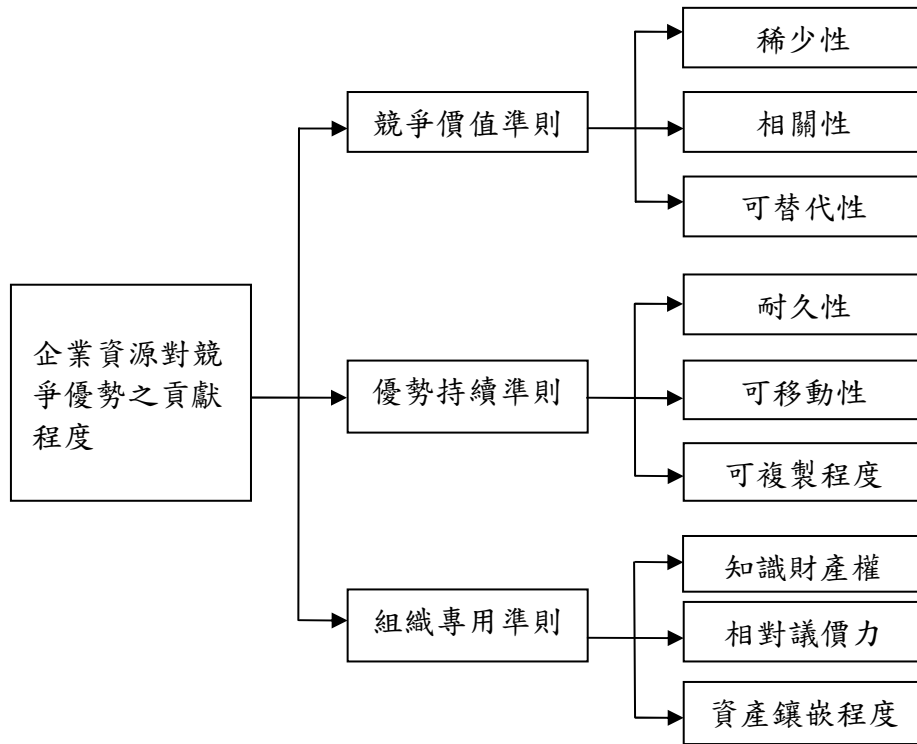 企業資源對競
爭優勢之貢獻
程度
競爭價值準則
稀少性
相關性
可替代性
優勢持續準則
耐久性
可移動性
可複製程度
組織專用準則
知識財產權
相對議價力
資產鑲嵌程度